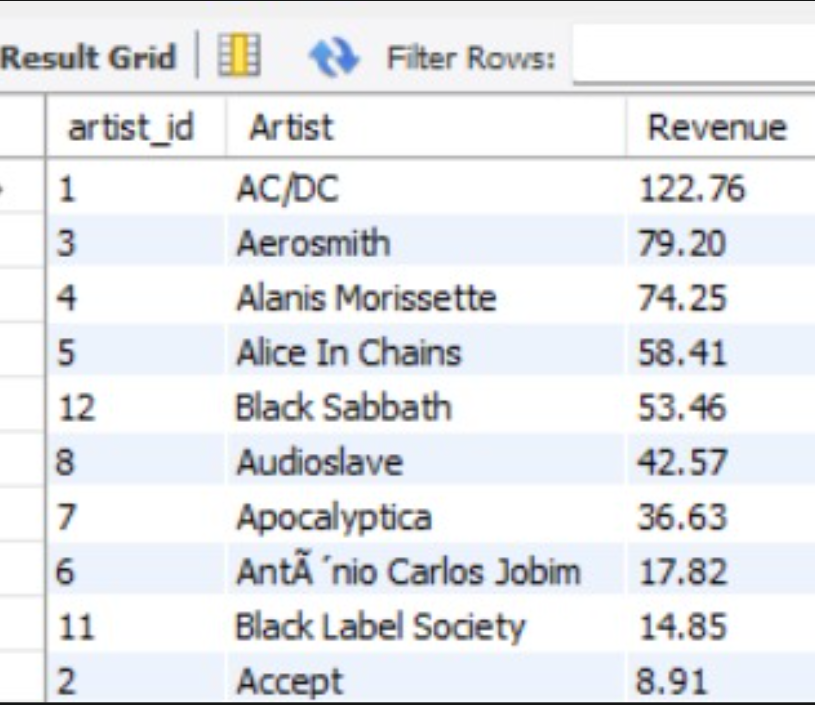 Result Grid Filter Rows:
artist_id Artist Revenue
1 AC/DC 122.76
3 Aerosmith 79.20
4 Alanis Morissette 74.25
5 Alice In Chains 58.41
12 Black Sabbath 53.46
8 Audioslave 42.57
7 Apocalyptica 36.63
6 AntÃ´nio Carlos Jobim 17.82
11 Black Label Society 14.85
2 Accept 8.91